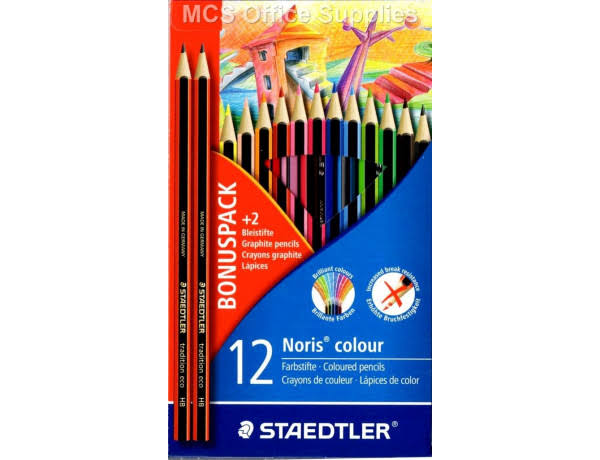 MCS Office Supplies
BONUSPACK
+2
Bleistifte
Graphite pencils
Crayons graphite
Lápices
MADE IN GERMANY
STAEDTLER
tradition eco
HB
MADE IN GERMANY
STAEDTLER
tradition eco
HB
Brilliant colours
Brillante Farben
Increased break resistance
Erhöhte Bruchfestigkeit
12 Noris® colour
Farbstifte · Coloured pencils
Crayons de couleur · Lápices de color
STAEDTLER